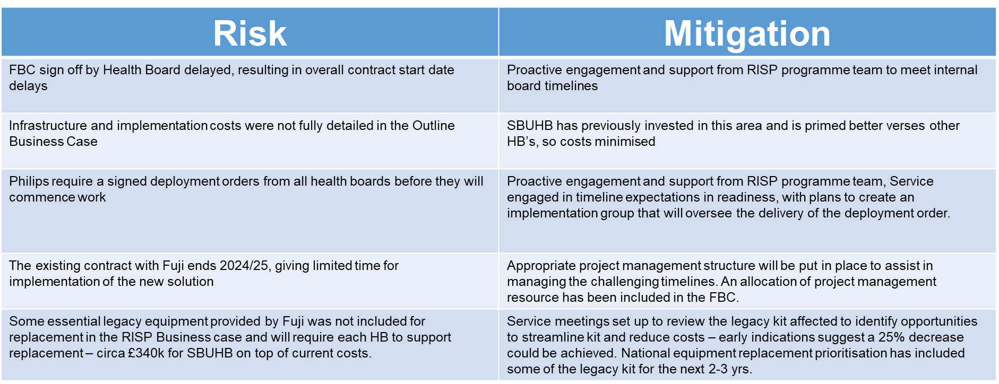 Risk
Mitigation
FBC sign off by Health Board delayed, resulting in overall contract start date
delays
Proactive engagement and support from RISP programme team to meet internal
board timelines
Infrastructure and implementation costs were not fully detailed in the Outline
Business Case
SBUHB has previously invested in this area and is primed better verses other
HB’s, so costs minimised
Philips require a signed deployment orders from all health boards before they will
commence work
Proactive engagement and support from RISP programme team, Service
engaged in timeline expectations in readiness, with plans to create an
implementation group that will oversee the delivery of the deployment order.
The existing contract with Fuji ends 2024/25, giving limited time for
implementation of the new solution
Appropriate project management structure will be put in place to assist in
managing the challenging timelines. An allocation of project management
resource has been included in the FBC.
Some essential legacy equipment provided by Fuji was not included for
replacement in the RISP Business case and will require each HB to support
replacement – circa £340k for SBUHB on top of current costs.
Service meetings set up to review the legacy kit affected to identify opportunities
to streamline kit and reduce costs – early indications suggest a 25% decrease
could be achieved. National equipment replacement prioritisation has included
some of the legacy kit for the next 2-3 yrs.